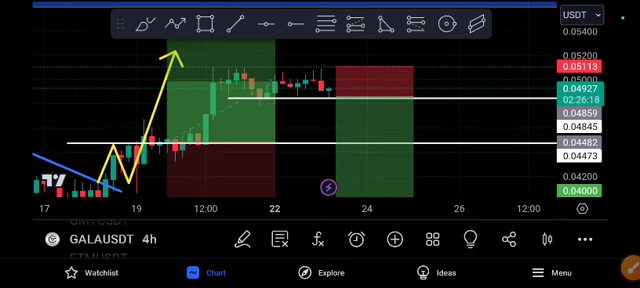 USDT
0.05400
0.05200
0.05113
0.04927
02:26:18
0.04859
0.04845
0.04482
0.04473
0.04200
0.04000
17 19 12:00 22 24 26 12:00
GALAUSDT 4h
Watchlist Chart Explore Ideas Menu